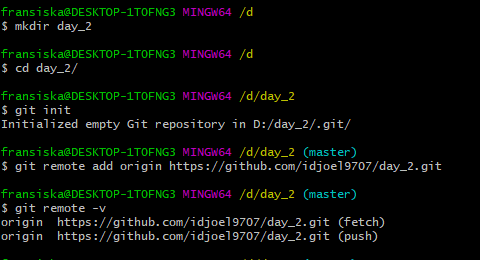 fransiska@DESKTOP-1TOFNG3 MINGW64 /d
$ mkdir day_2
fransiska@DESKTOP-1TOFNG3 MINGW64 /d
$ cd day_2/
fransiska@DESKTOP-1TOFNG3 MINGW64 /d/day_2
$ git init
Initialized empty Git repository in D:/day_2/.git/
fransiska@DESKTOP-1TOFNG3 MINGW64 /d/day_2 (master)
$ git remote add origin https://github.com/idjoel9707/day_2.git
fransiska@DESKTOP-1TOFNG3 MINGW64 /d/day_2 (master)
$ git remote -v
origin  https://github.com/idjoel9707/day_2.git (fetch)
origin  https://github.com/idjoel9707/day_2.git (push)